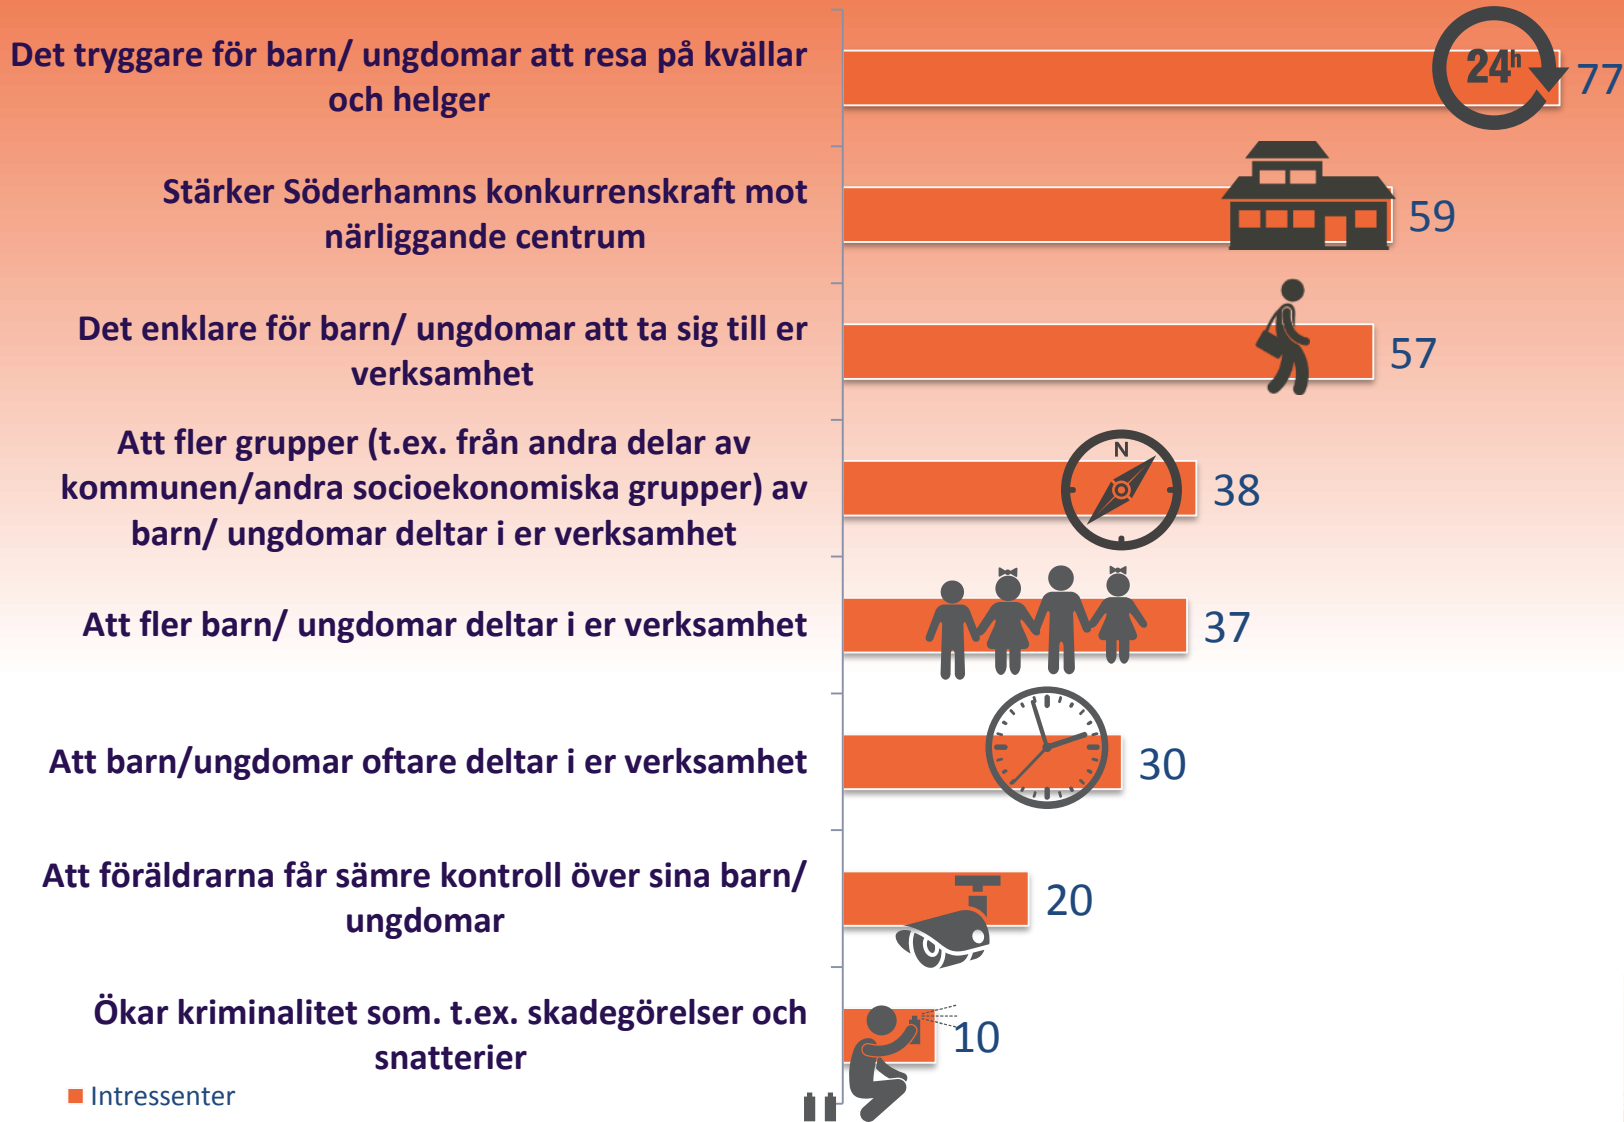 Det tryggare för barn/ ungdomar att resa på kvällar
och helger
24h
77
Stärker Söderhamns konkurrenskraft mot
närliggande centrum
59
Det enklare för barn/ ungdomar att ta sig till er
verksamhet
57
Att fler grupper (t.ex. från andra delar av
kommunen/andra socioekonomiska grupper) av
barn/ ungdomar deltar i er verksamhet
N
38
Att fler barn/ ungdomar deltar i er verksamhet
37
Att barn/ungdomar oftare deltar i er verksamhet
30
Att föräldrarna får sämre kontroll över sina barn/
ungdomar
20
Ökar kriminalitet som. t.ex. skadegörelser och
snatterier
10
Intressenter